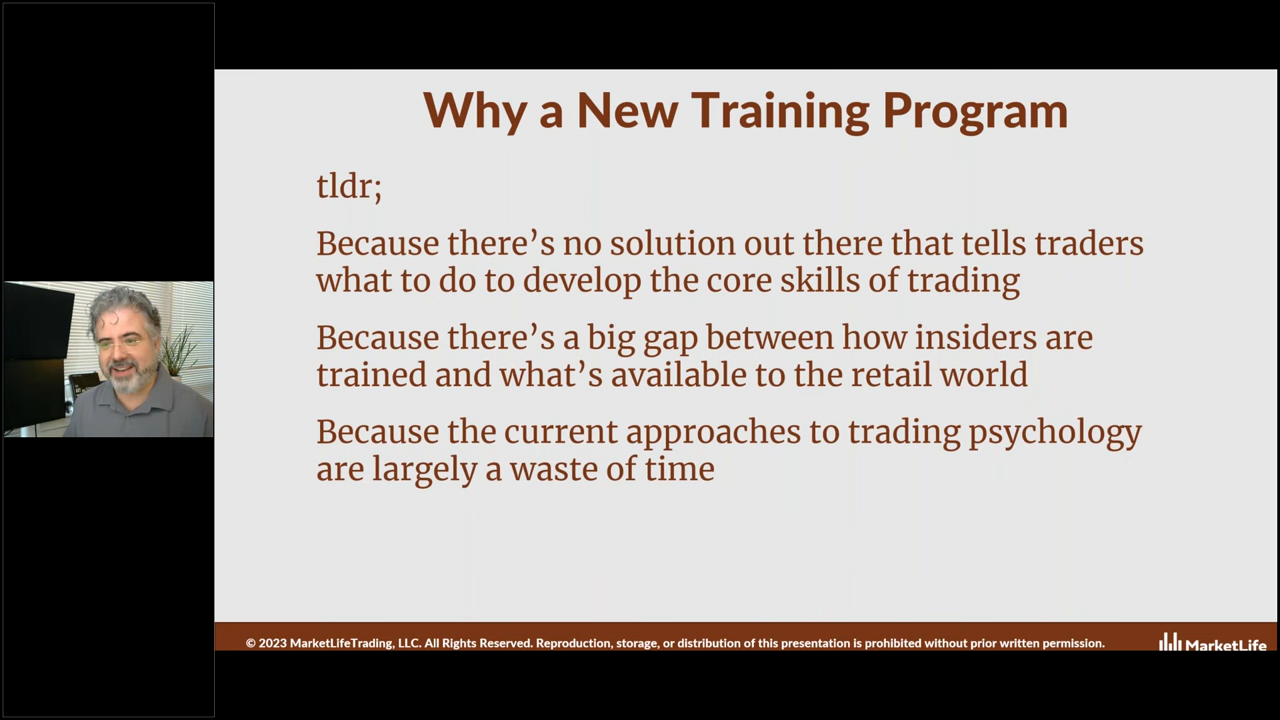 Why a New Training Program
tldr;
Because there’s no solution out there that tells traders
what to do to develop the core skills of trading
Because there’s a big gap between how insiders are
trained and what’s available to the retail world
Because the current approaches to trading psychology
are largely a waste of time
© 2023 MarketLifeTrading, LLC. All Rights Reserved. Reproduction, storage, or distribution of this presentation is prohibited without prior written permission.
MarketLife